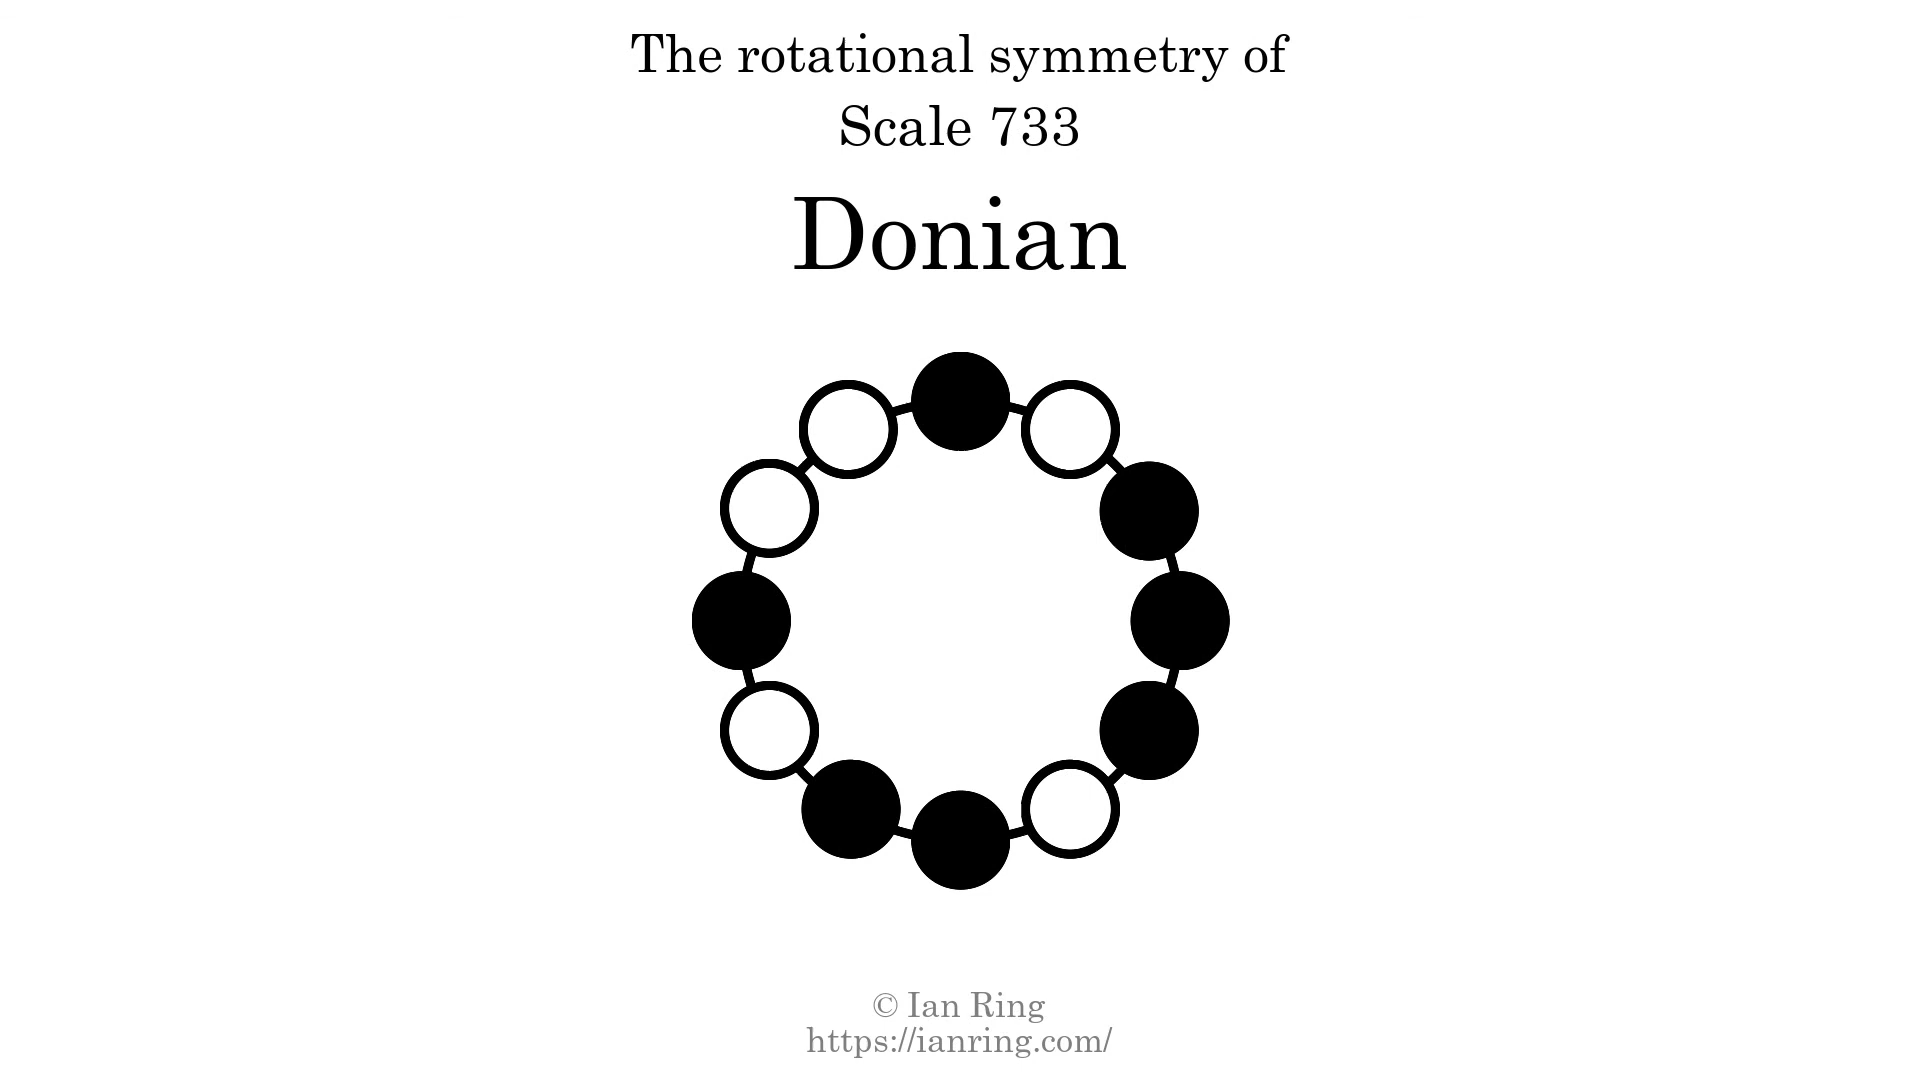 The rotational symmetry of
Scale 733
Donian
© Ian Ring
https://ianring.com/